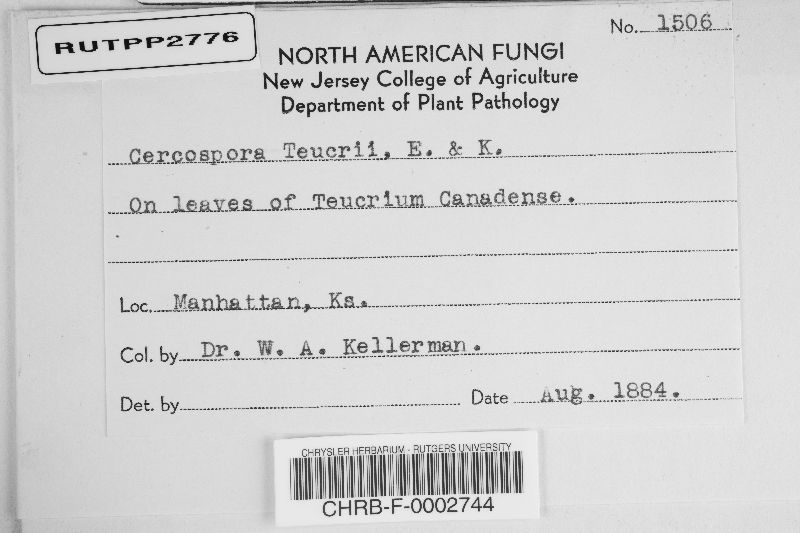 RUTPP2776
No. 1506
NORTH AMERICAN FUNGI
New Jersey College of Agriculture
Department of Plant Pathology
Cercospora Teucrii, E. & K.
On leaves of Teucrium Canadense.
Loc. Manhattan, Ks.
Col. by Dr. W. A. Kellerman.
Det. by Date Aug. 1884.
CHRYSLER HERBARIUM - RUTGERS UNIVERSITY
CHRB-F-0002744